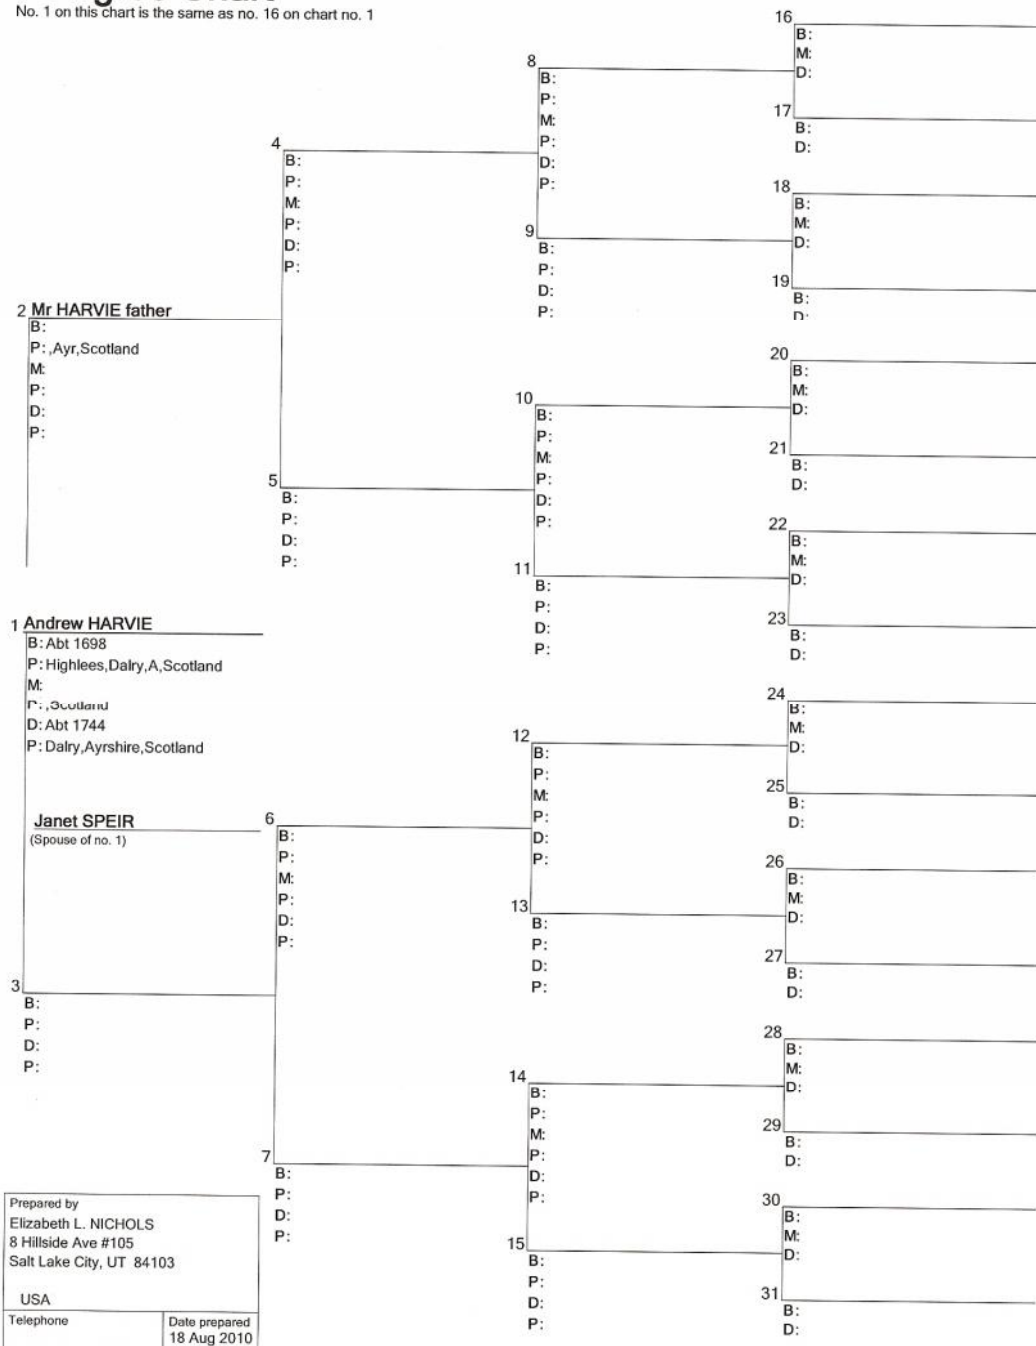 No. 1 on this chart is the same as no. 16 on chart no. 1
2 Mr HARVIE father
B:
P:,Ayr,Scotland
M:
P:
D:
P:
1 Andrew HARVIE
B: Abt 1698
P: Highlees,Dalry,A,Scotland
M:
P:,Scotland
D: Abt 1744
P: Dalry,Ayrshire,Scotland
Janet SPEIR
(Spouse of no. 1)
3
B:
P:
D:
P:
4
B:
P:
M:
P:
D:
P:
5
B:
P:
D:
P:
6
B:
P:
M:
P:
D:
P:
7
B:
P:
D:
P:
8
B:
P:
M:
P:
D:
P:
9
B:
P:
D:
P:
10
B:
P:
M:
P:
D:
P:
11
B:
P:
D:
P:
12
B:
P:
M:
P:
D:
P:
13
B:
P:
D:
P:
14
B:
P:
M:
P:
D:
P:
15
B:
P:
D:
P:
16
B:
M:
D:
17
B:
D:
18
B:
M:
D:
19
B:
D:
20
B:
M:
D:
21
B:
D:
22
B:
M:
D:
23
B:
D:
24
B:
M:
D:
25
B:
D:
26
B:
M:
D:
27
B:
D:
28
B:
M:
D:
29
B:
D:
30
B:
M:
D:
31
B:
D:
Prepared by
Elizabeth L. NICHOLS
8 Hillside Ave #105
Salt Lake City, UT 84103
USA
Telephone
Date prepared
18 Aug 2010